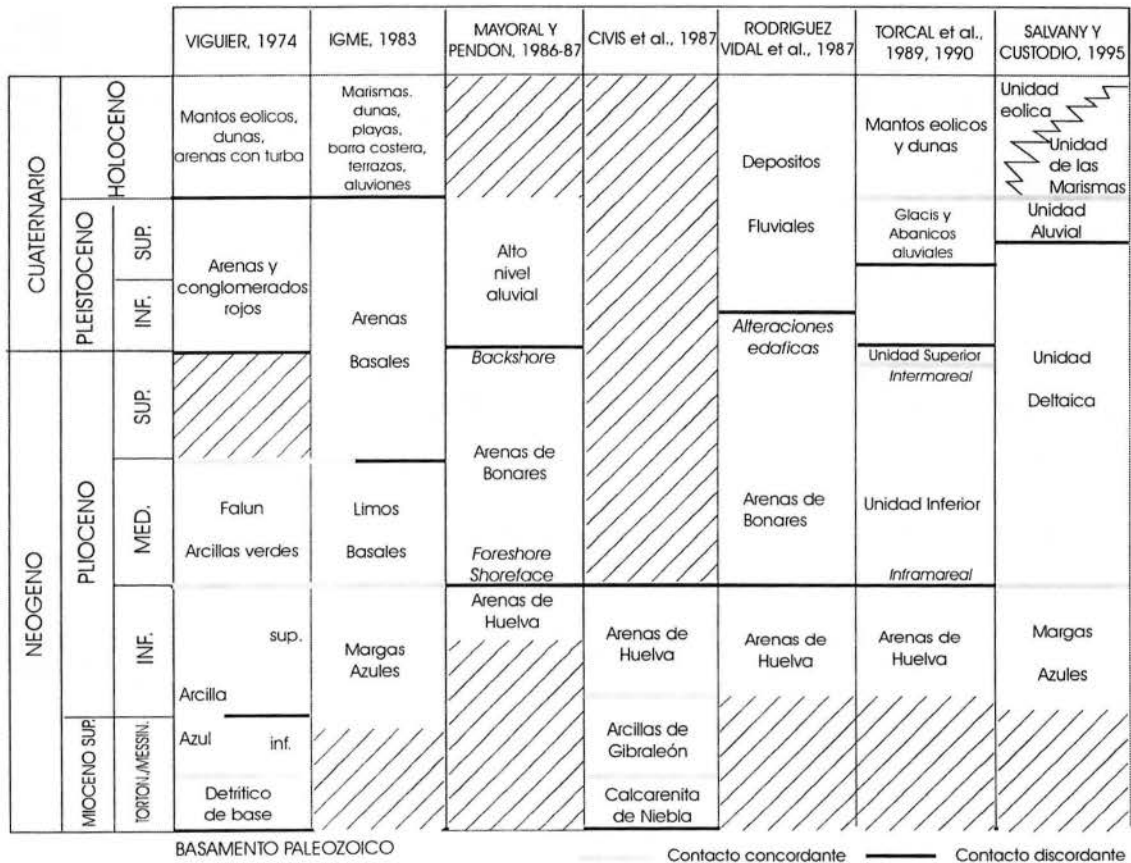 VIGUIER, 1974
IGME, 1983
MAYORAL Y
PENDON, 1986-87
CIVIS et al., 1987
RODRIGUEZ
VIDAL et al., 1987
TORCAL et al.,
1989, 1990
SALVANY Y
CUSTODIO, 1995
CUATERNARIO
HOLOCENO
PLEISTOCENO
SUP.
INF.
NEOGENO
PLIOCENO
SUP.
MED.
INF.
MIOCENO SUP.
TORTON./MESSIN.
Mantos eolicos,
dunas,
arenas con turba
Arenas y
conglomerados
rojos
Falun
Arcillas verdes
sup.
Arcilla
Azul
inf.
Detritico
de base
Marismas.
dunas,
playas,
barra costera,
terrazas,
aluviones
Arenas
Basales
Limos
Basales
Margas
Azules
Alto
nivel
aluvial
Backshore
Arenas de
Bonares
Foreshore
Shoreface
Arenas de
Huelva
Arenas de
Huelva
Arcillas de
Gibraleón
Calcarenita
de Niebla
Depositos
Fluviales
Alteraciones
edaficas
Arenas de
Bonares
Arenas de
Huelva
Mantos eolicos
y dunas
Glacis y
Abanicos
aluviales
Unidad Superior
Intermareal
Unidad Inferior
Inframareal
Arenas de
Huelva
Unidad
eolica
Unidad
de las
Marismas
Unidad
Aluvial
Unidad
Deltaica
Margas
Azules
BASAMENTO PALEOZOICO
Contacto concordante
Contacto discordante